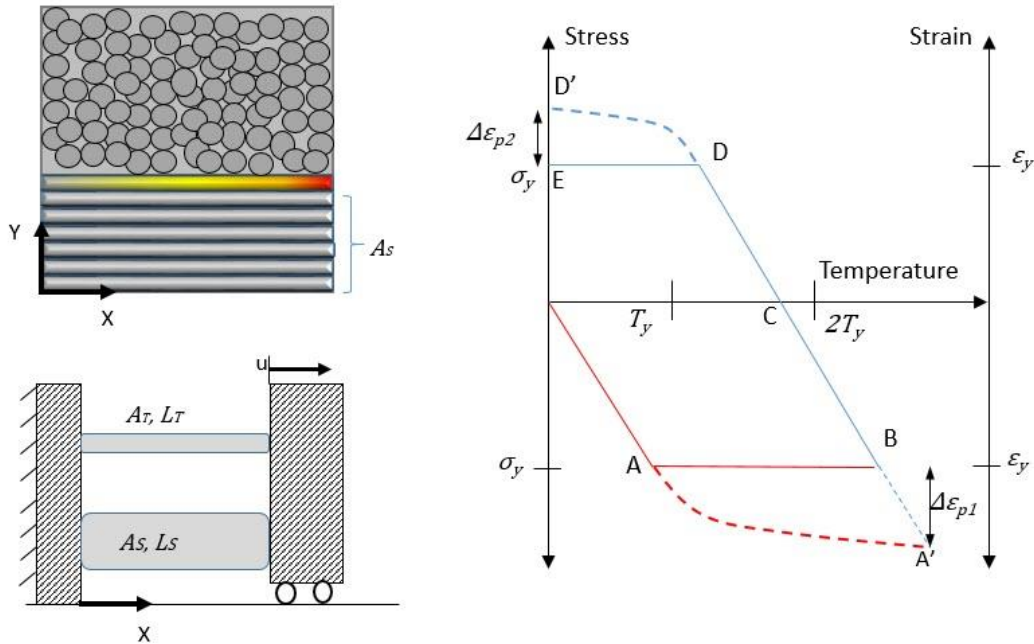 Y
X
As
u
AT, LT
As, Ls
X
Stress
Strain
D'
Δεp2
D
σy
E
εy
Temperature
Ty
C
2Ty
B
σy
A
εy
Δεp1
A'